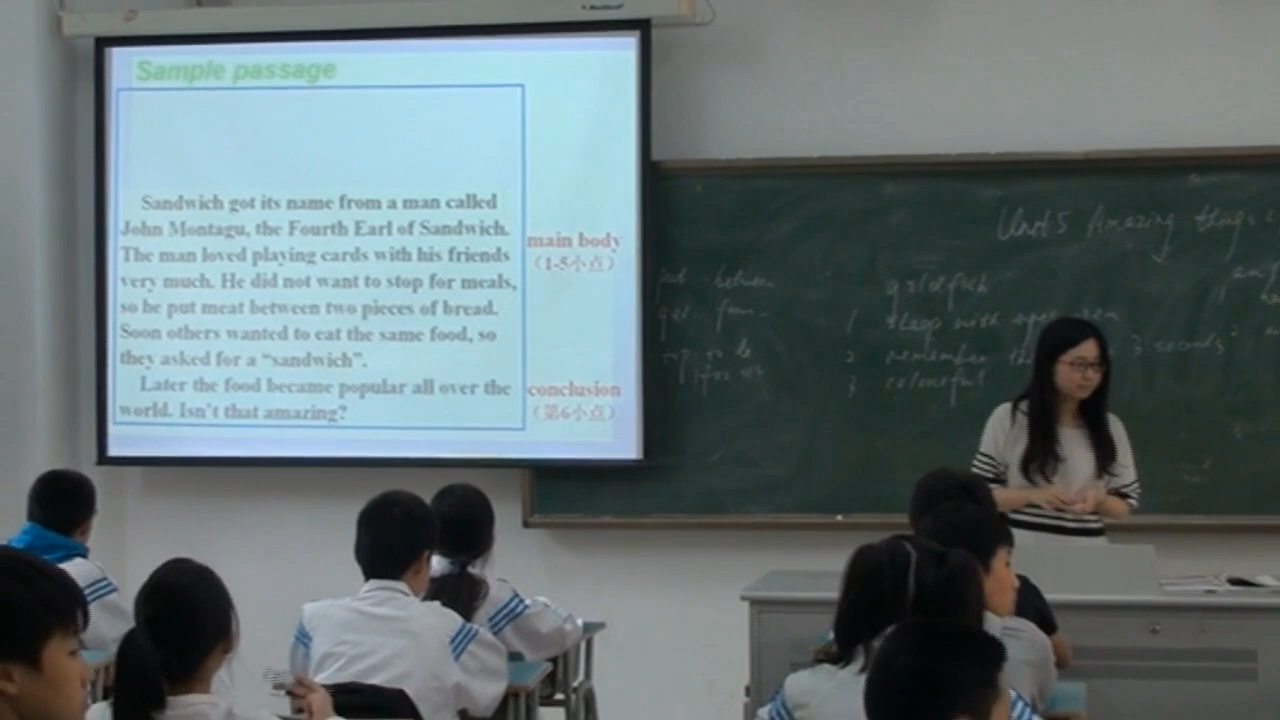 Sample passage
Sandwich got its name from a man called
John Montagu, the Fourth Earl of Sandwich.
The man loved playing cards with his friends
very much. He did not want to stop for meals,
so he put meat between two pieces of bread.
Soon others wanted to eat the same food, so
they asked for a “sandwich”.
Later the food became popular all over the
world. Isn't that amazing?
main body
（1-5小点）
conclusion
（第6小点）
Unit 5 Amazing things
between
goldfish
1 sleep with eyes open
2 remember 3 seconds
3 colourful